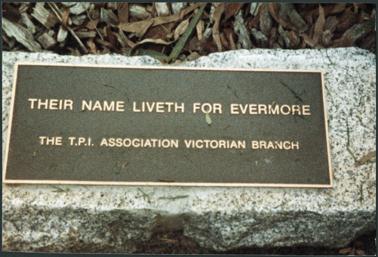 THEIR NAME LIVETH FOR EVERMORE
THE T.P.I. ASSOCIATION VICTORIAN BRANCH